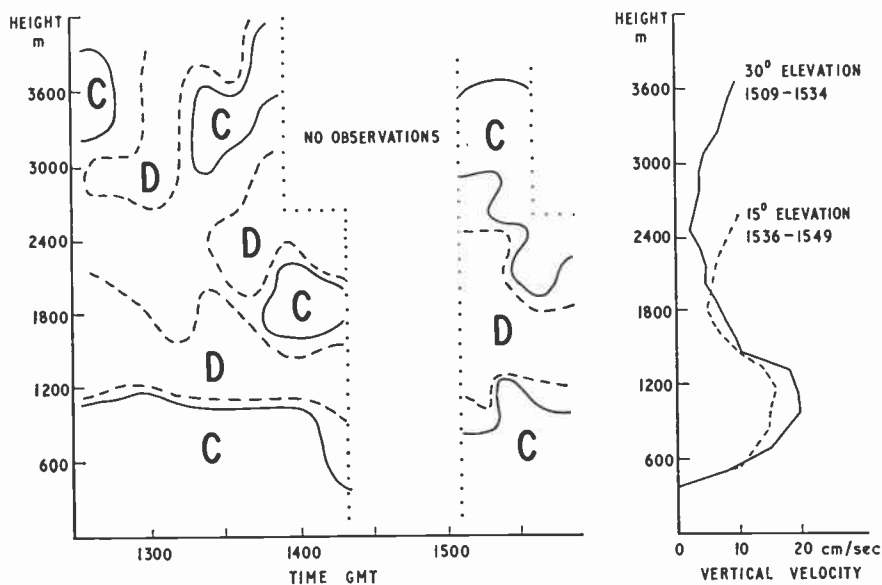 HEIGHT
m
3600
3000
2400
1800
1200
600
C
D
C
D
C
D
C
NO OBSERVATIONS
C
D
C
1300
1400
1500
TIME GMT
HEIGHT
m
3600
3000
2400
1800
1200
600
30° ELEVATION
1509-1534
15° ELEVATION
1536-1549
0
10
20
cm/sec
VERTICAL VELOCITY